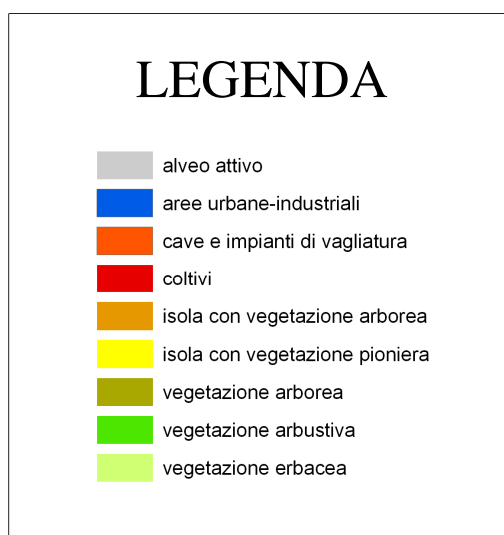 LEGENDA
alveo attivo
aree urbane-industriali
cave e impianti di vagliatura
coltivi
isola con vegetazione arborea
isola con vegetazione pioniera
vegetazione arborea
vegetazione arbustiva
vegetazione erbacea